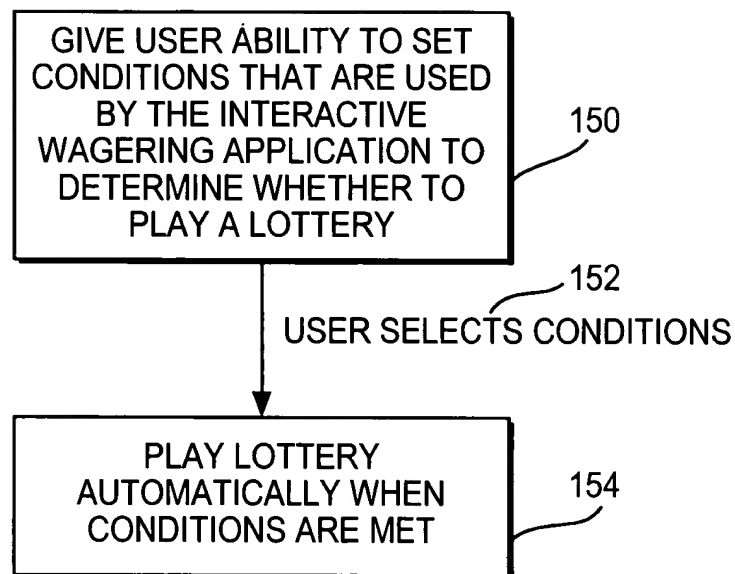 GIVE USER ABILITY TO SET
CONDITIONS THAT ARE USED
BY THE INTERACTIVE
WAGERING APPLICATION TO
DETERMINE WHETHER TO
PLAY A LOTTERY
150
152
USER SELECTS CONDITIONS
PLAY LOTTERY
AUTOMATICALLY WHEN
CONDITIONS ARE MET
154